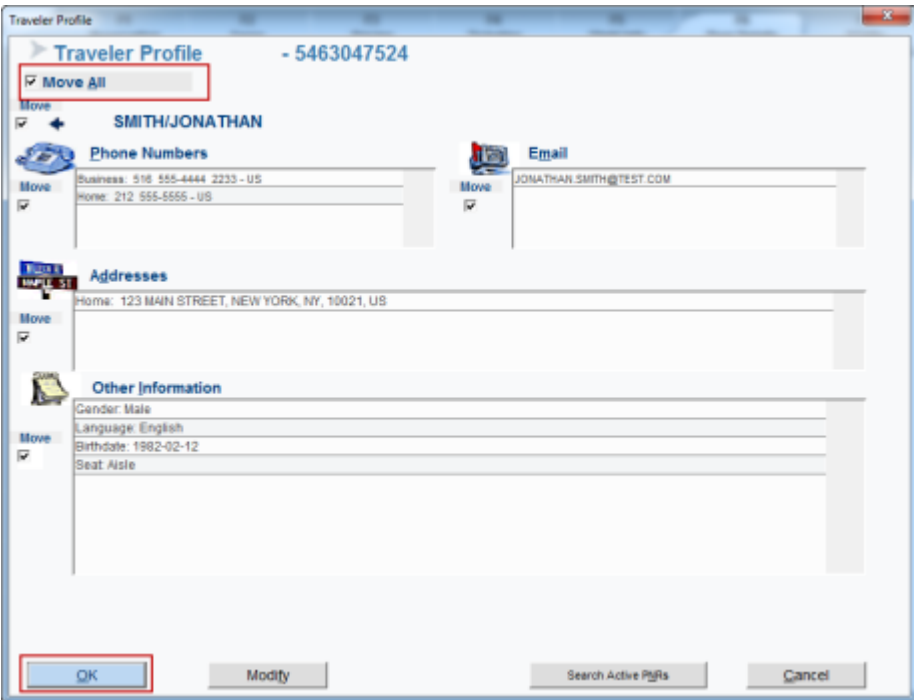 Traveler Profile
Traveler Profile - 5463047524
Move All
Move
SMITH/JONATHAN
Phone Numbers
Move
Business: 516 555-4444 2233 - US
Home: 212 555-5555 - US
Email
Move
JONATHAN.SMITH@TEST.COM
MAPLE ST
Addresses
Move
Home: 123 MAIN STREET, NEW YORK, NY, 10021, US
Other Information
Move
Gender: Male
Language: English
Birthdate: 1982-02-12
Seat: Aisle
OK
Modify
Search Active PNRs
Cancel